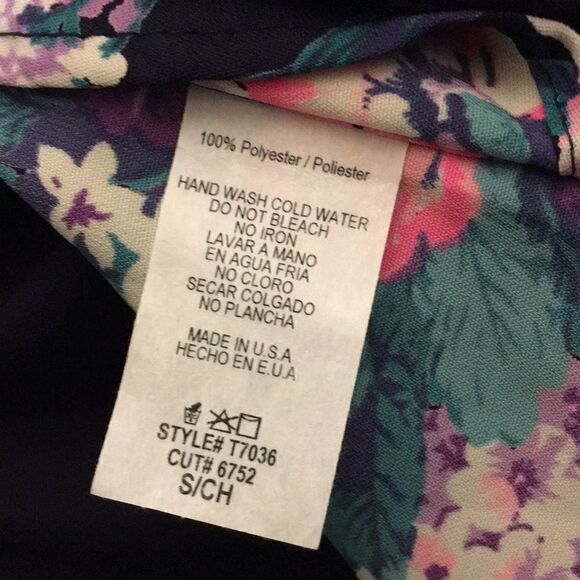 100% Polyester / Poliester
HAND WASH COLD WATER
DO NOT BLEACH
NO IRON
LAVAR A MANO
EN AGUA FRIA
NO CLORO
SECAR COLGADO
NO PLANCHA
MADE IN U.S.A
HECHO EN E.U.A
STYLE# T7036
CUT# 6752
S/CH